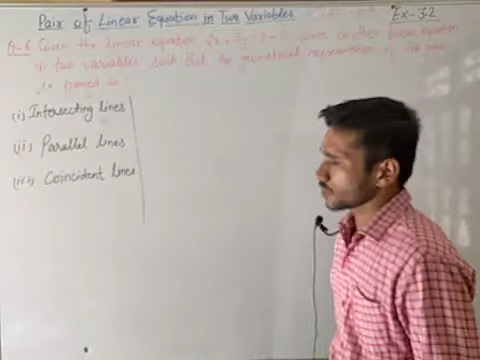 Pair of Linear Equation in Two Variables
Ex-3.2
Q-6 Given the linear equation 2x + 3y - 8 = 0, write another linear equation
in two variables such that the geometrical representation of the pair
so formed is
(i) Intersecting lines
(ii) Parallel lines
(iii) Coincident lines